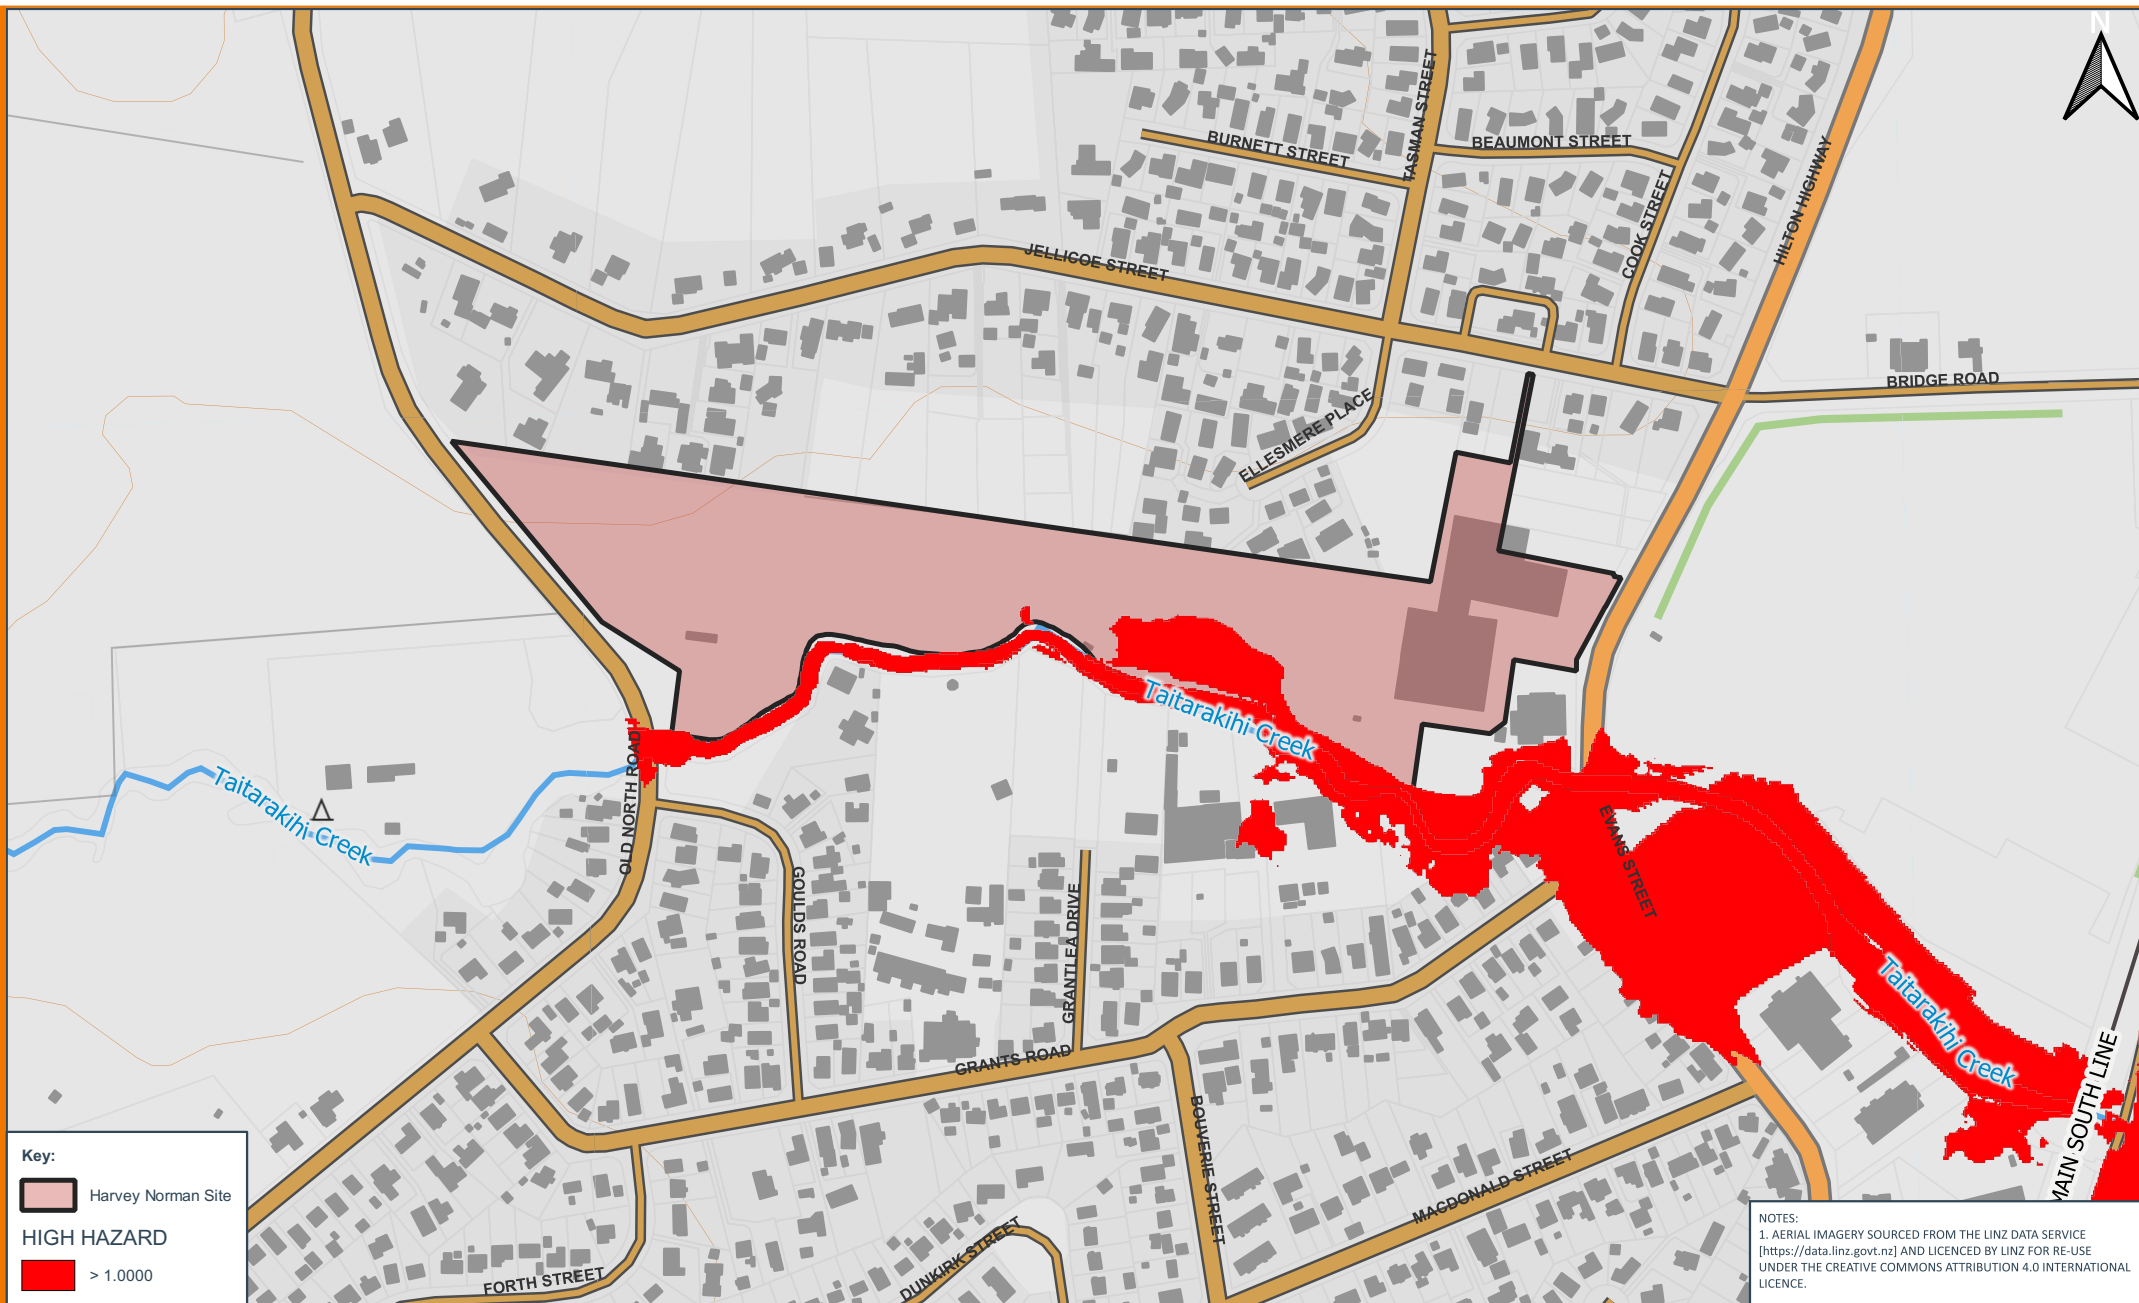 N
TASMAN STREET
BURNETT STREET
BEAUMONT STREET
COOK STREET
HILTON HIGHWAY
JELLICOE STREET
BRIDGE ROAD
ELLESMERE PLACE
Taitarakihi Creek
Taitarakihi Creek
OLD NORTH ROAD
EVANS STREET
GOULDS ROAD
GRANTLEA DRIVE
Taitarakihi Creek
GRANTS ROAD
MAIN SOUTH LINE
BOUVERIE STREET
MACDONALD STREET
DUNKIRK STREET
FORTH STREET
Key:
Harvey Norman Site
HIGH HAZARD
> 1.0000
NOTES:
1. AERIAL IMAGERY SOURCED FROM THE LINZ DATA SERVICE
[https://data.linz.govt.nz] AND LICENCED BY LINZ FOR RE-USE
UNDER THE CREATIVE COMMONS ATTRIBUTION 4.0 INTERNATIONAL
LICENCE.